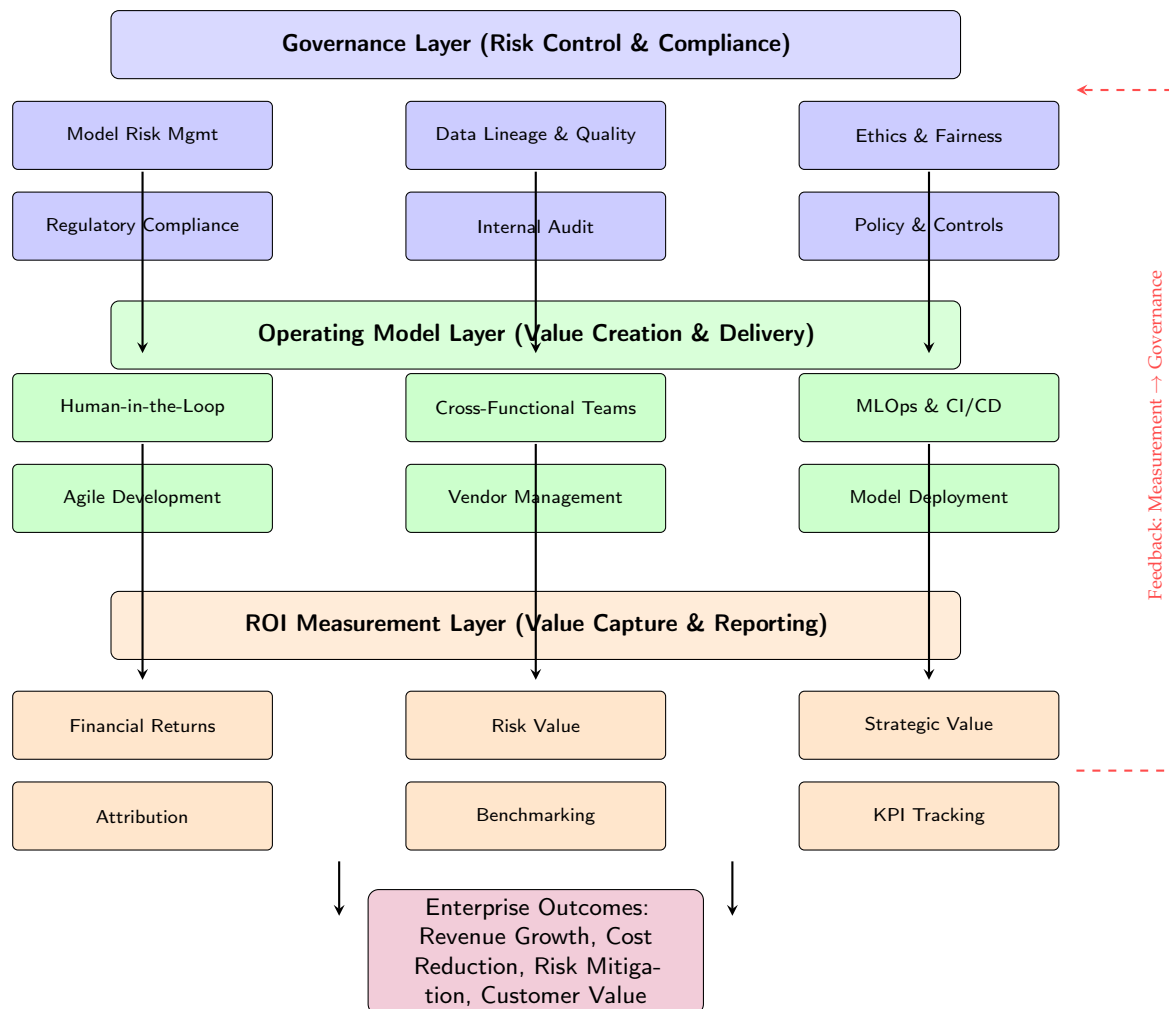 Governance Layer (Risk Control & Compliance)
Model Risk Mgmt
Data Lineage & Quality
Ethics & Fairness
Regulatory Compliance
Internal Audit
Policy & Controls
Operating Model Layer (Value Creation & Delivery)
Human-in-the-Loop
Cross-Functional Teams
MLOps & CI/CD
Agile Development
Vendor Management
Model Deployment
ROI Measurement Layer (Value Capture & Reporting)
Financial Returns
Risk Value
Strategic Value
Attribution
Benchmarking
KPI Tracking
Enterprise Outcomes:
Revenue Growth, Cost
Reduction, Risk Mitiga-
tion, Customer Value
Feedback: Measurement → Governance